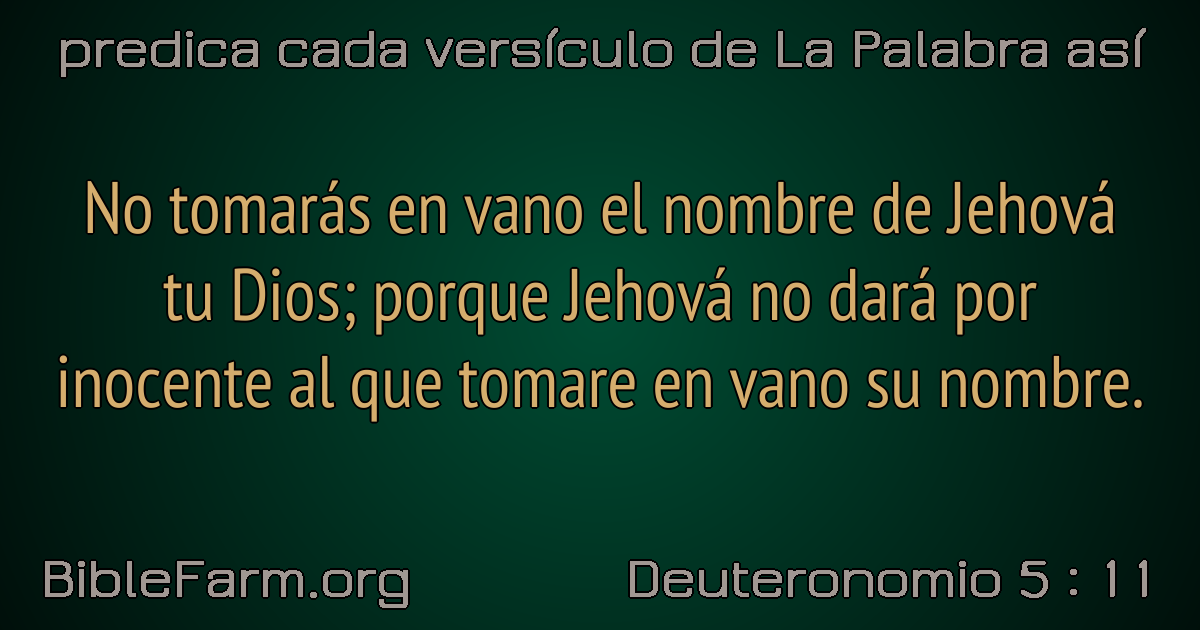 predica cada versículo de La Palabra así
No tomarás en vano el nombre de Jehová
tu Dios; porque Jehová no dará por
inocente al que tomare en vano su nombre.
BibleFarm.org
Deuteronomio 5 : 11